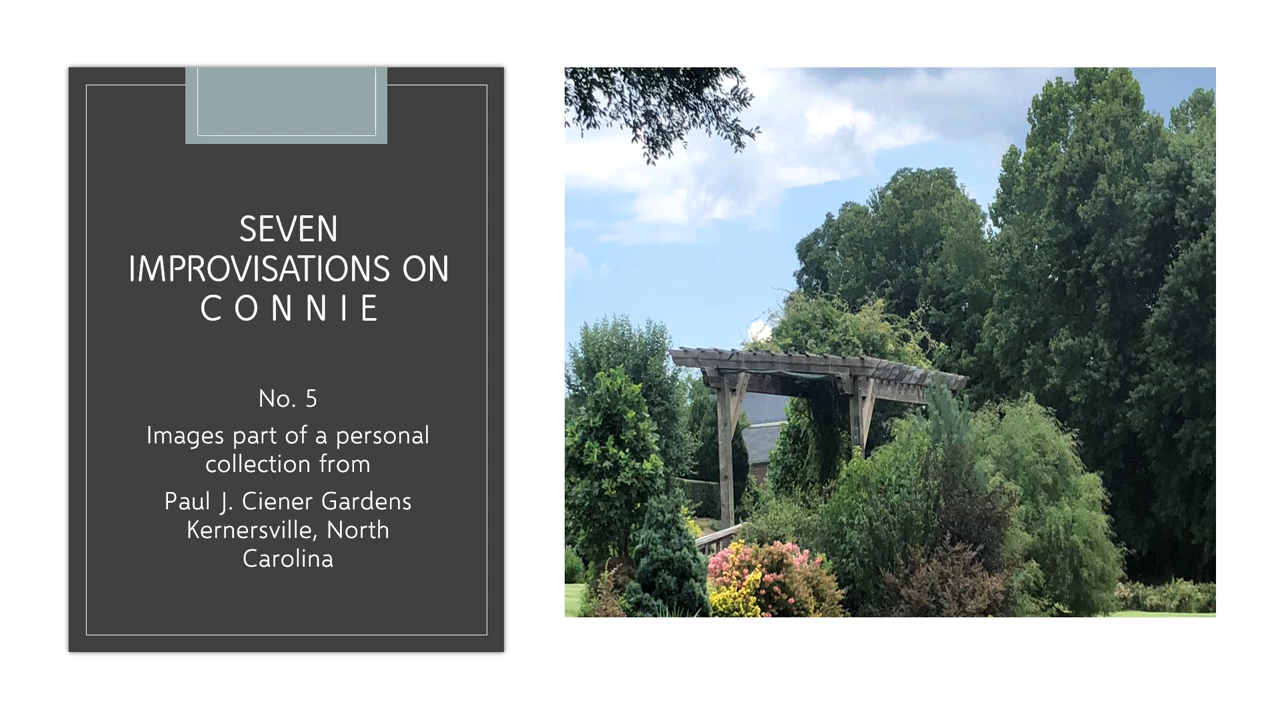 SEVEN
IMPROVISATIONS ON
C O N N I E
No. 5
Images part of a personal
collection from
Paul J. Ciener Gardens
Kernersville, North
Carolina